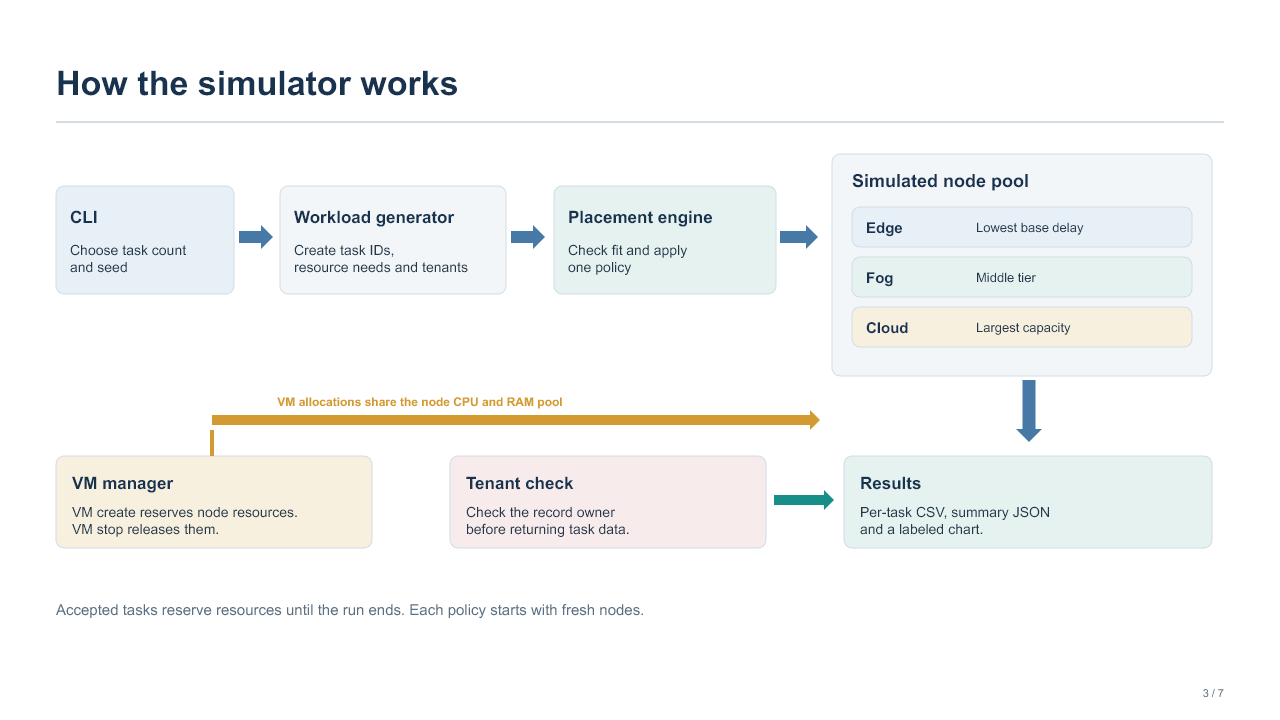 How the simulator works
CLI
Choose task count
and seed
Workload generator
Create task IDs,
resource needs and tenants
Placement engine
Check fit and apply
one policy
Simulated node pool
Edge Lowest base delay
Fog Middle tier
Cloud Largest capacity
VM allocations share the node CPU and RAM pool
VM manager
VM create reserves node resources.
VM stop releases them.
Tenant check
Check the record owner
before returning task data.
Results
Per-task CSV, summary JSON
and a labeled chart.
Accepted tasks reserve resources until the run ends. Each policy starts with fresh nodes.
3 / 7